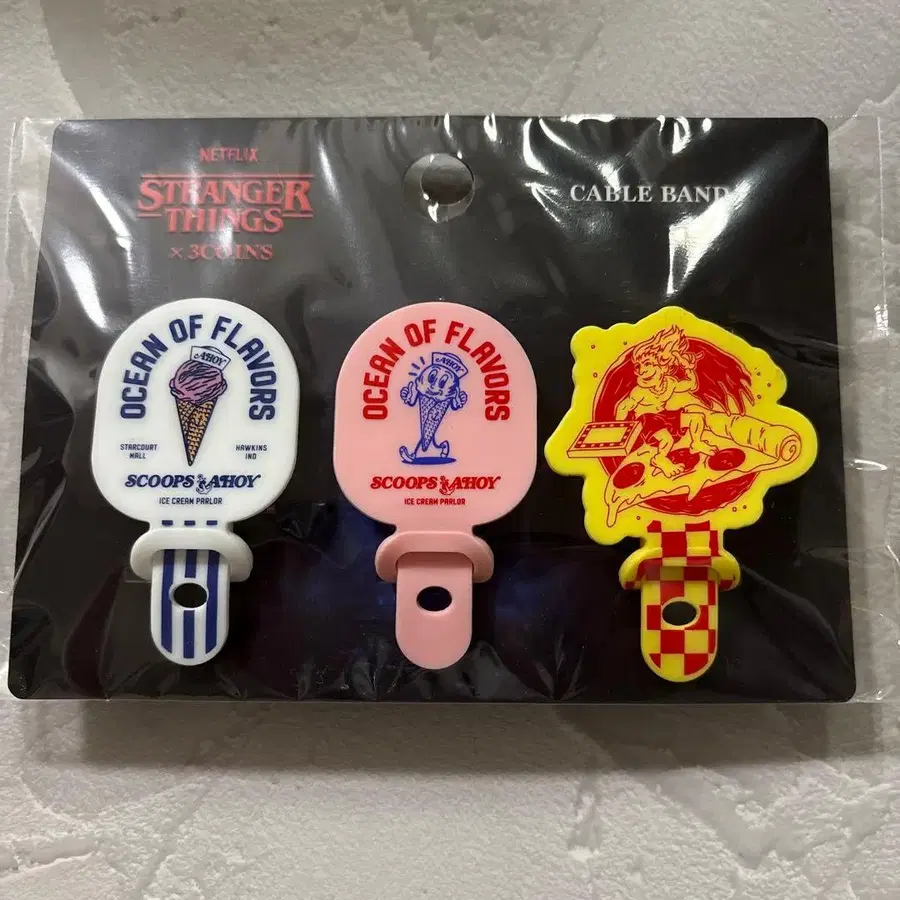 NETFLIX
STRANGER
THINGS
× 3COINS
CABLE BAND
OCEAN OF FLAVORS
AHOY
STARCOURT
MALL
HAWKINS
IND
SCOOPS AHOY
ICE CREAM PARLOR
OCEAN OF FLAVORS
AHOY
SCOOPS AHOY
ICE CREAM PARLOR